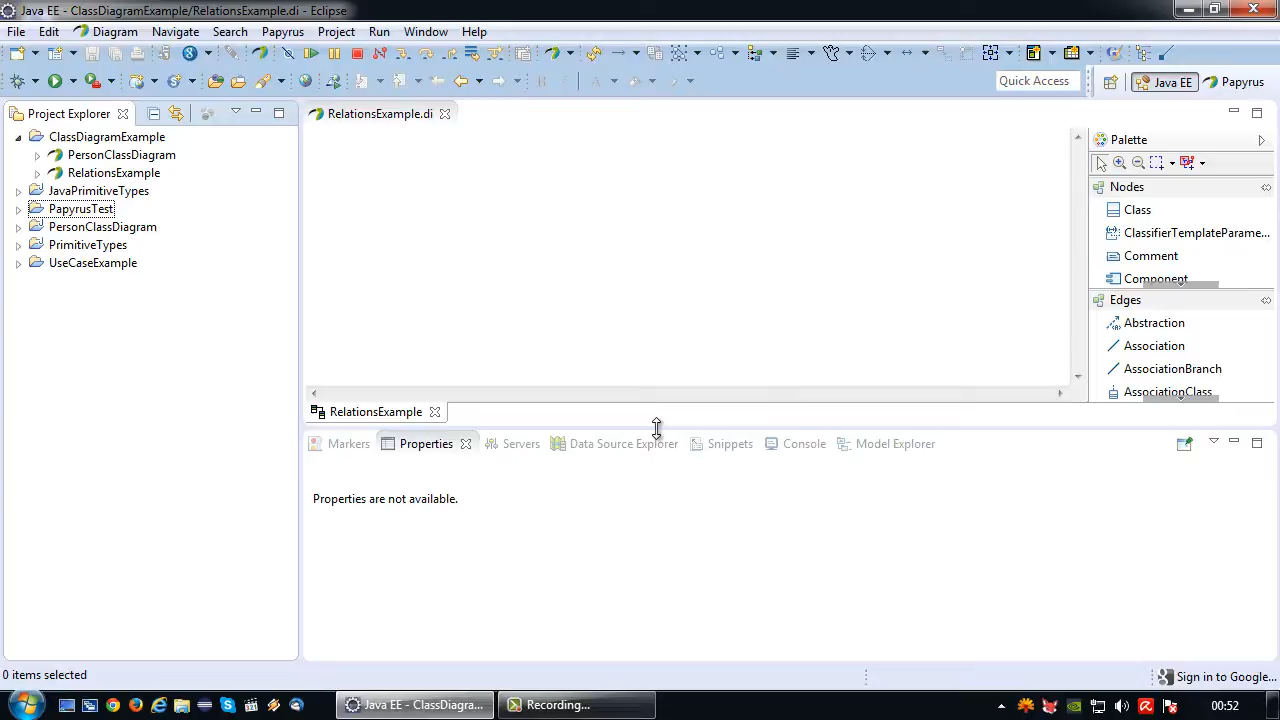 Java EE - ClassDiagramExample/RelationsExample.di - Eclipse
File Edit Diagram Navigate Search Papyrus Project Run Window Help
Quick Access
Java EE
Papyrus
Project Explorer
ClassDiagramExample
PersonClassDiagram
RelationsExample
JavaPrimitiveTypes
PapyrusTest
PersonClassDiagram
PrimitiveTypes
UseCaseExample
RelationsExample.di
Palette
Nodes
Class
ClassifierTemplateParame...
Comment
Component
Edges
Abstraction
Association
AssociationBranch
AssociationClass
RelationsExample
Markers Properties Servers Data Source Explorer Snippets Console Model Explorer
Properties are not available.
0 items selected
Sign in to Google...
Java EE - ClassDiagra...
Recording...
00:52